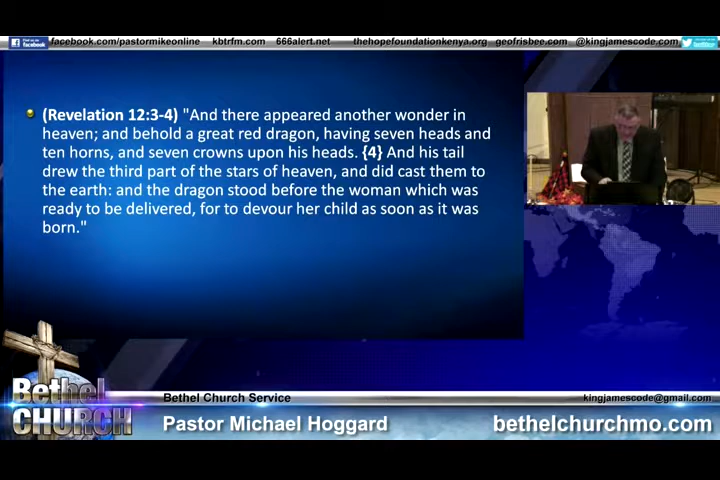 facebook.com/pastormikeonline kbtrfm.com 666alert.net thehopefoundationkenya.org geofrisbee.com @kingjamescode.com
(Revelation 12:3-4) "And there appeared another wonder in
heaven; and behold a great red dragon, having seven heads and
ten horns, and seven crowns upon his heads. {4} And his tail
drew the third part of the stars of heaven, and did cast them to
the earth: and the dragon stood before the woman which was
ready to be delivered, for to devour her child as soon as it was
born."
Bethel
CHURCH
Bethel Church Service kingjamescode@gmail.com
Pastor Michael Hoggard bethelchurchmo.com